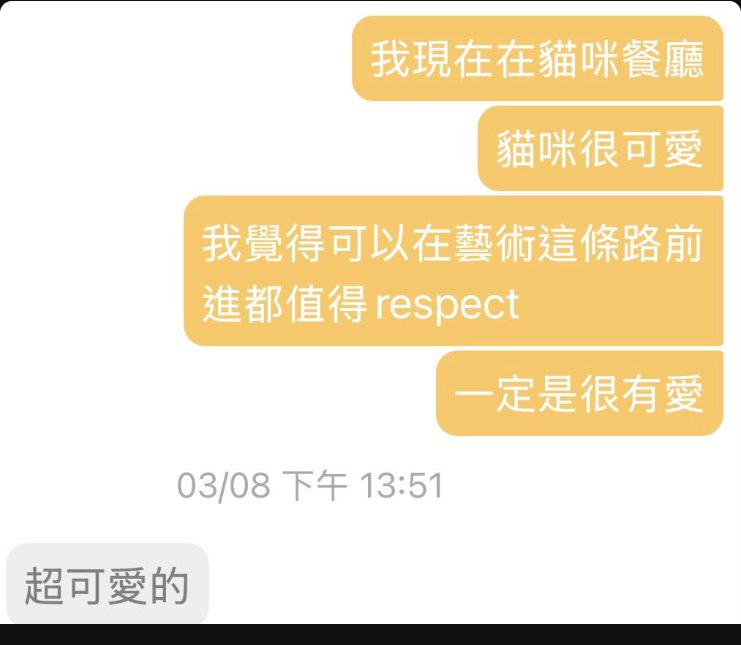 我現在在貓咪餐廳
貓咪很可愛
我覺得可以在藝術這條路前
進都值得respect
一定是很有愛
03/08 下午 13:51
超可愛的